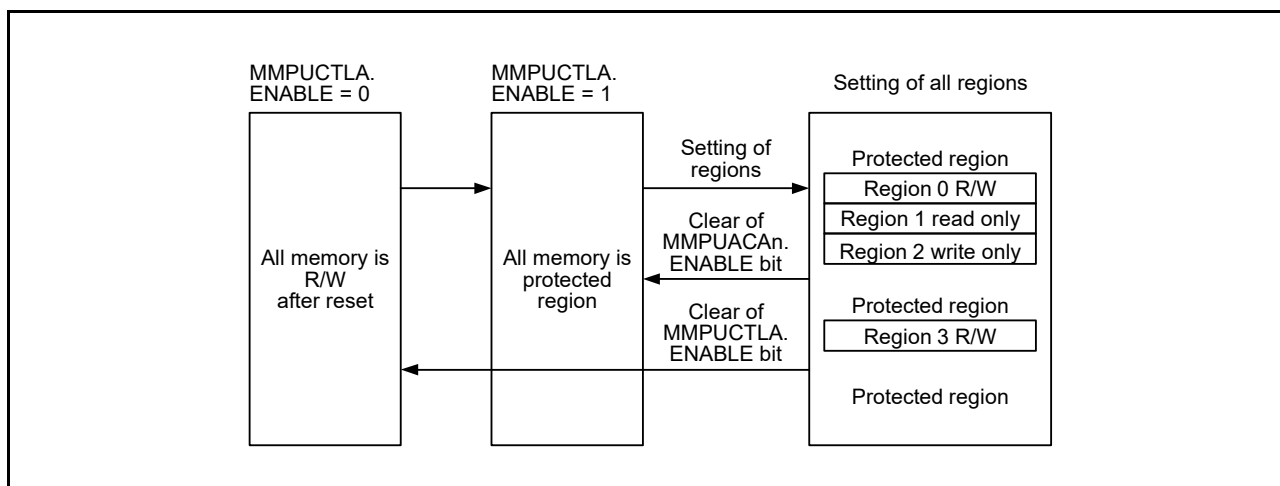 MMPUCTLA.
ENABLE = 0
MMPUCTLA.
ENABLE = 1
Setting of all regions
All memory is
R/W
after reset
All memory is
protected
region
Setting of
regions
Clear of
MMPUACAn.
ENABLE bit
Clear of
MMPUCTLA.
ENABLE bit
Protected region
Region 0 R/W
Region 1 read only
Region 2 write only
Protected region
Region 3 R/W
Protected region